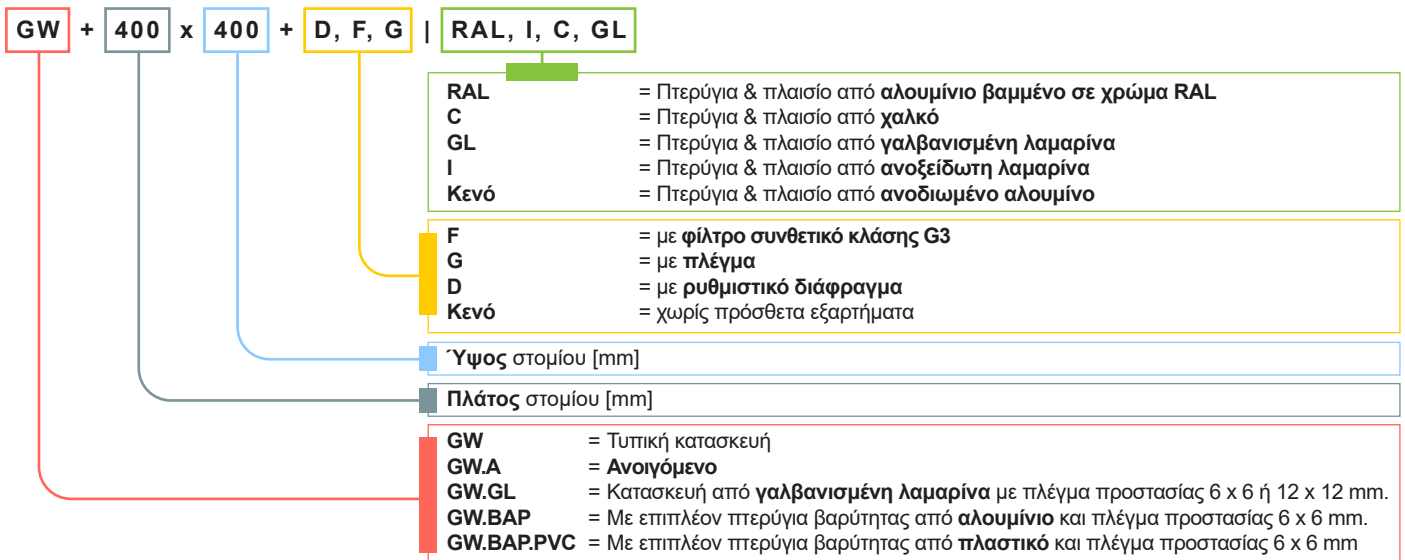 GW + 400 x 400 + D, F, G | RAL, I, C, GL
RAL = Πτερύγια & πλαισίο από αλουμίνιο βαμμένο σε χρώμα RAL
C = Πτερύγια & πλαισίο από χαλκό
GL = Πτερύγια & πλαισίο από γαλβανισμένη λαμαρίνα
I = Πτερύγια & πλαισίο από ανοξείδωτη λαμαρίνα
Κενό = Πτερύγια & πλαισίο από ανοδιωμένο αλουμίνο
F = με φίλτρο συνθετικό κλάσης G3
G = με πλέγμα
D = με ρυθμιστικό διάφραγμα
Κενό = χωρίς πρόσθετα εξαρτήματα
Ύψος στομίου [mm]
Πλάτος στομίου [mm]
GW = Τυπική κατασκευή
GW.A = Ανοιγόμενο
GW.GL = Κατασκευή από γαλβανισμένη λαμαρίνα με πλέγμα προστασίας 6 x 6 ή 12 x 12 mm.
GW.BAP = Με επιπλέον πτερύγια βαρύτητας από αλουμίνιο και πλέγμα προστασίας 6 x 6 mm.
GW.BAP.PVC = Με επιπλέον πτερύγια βαρύτητας από πλαστικό και πλέγμα προστασίας 6 x 6 mm